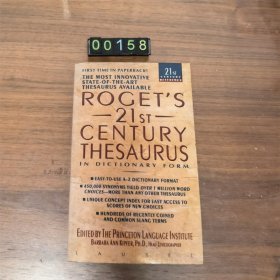 00158
FIRST TIME IN PAPERBACK!
THE MOST INNOVATIVE
STATE-OF-THE-ART
THESAURUS AVAILABLE
21ST
CENTURY
REFERENCE
ROGET'S
21ST
CENTURY
THESAURUS
IN DICTIONARY FORM
■ EASY-TO-USE A-Z DICTIONARY FORMAT
■ 450,000 SYNONYMS YIELD OVER 1 MILLION WORD
CHOICES—MORE THAN ANY OTHER THESAURUS
■ UNIQUE CONCEPT INDEX FOR EASY ACCESS TO
SCORES OF NEW CHOICES
■ HUNDREDS OF RECENTLY COINED
AND COMMON SLANG TERMS
EDITED BY THE PRINCETON LANGUAGE INSTITUTE
BARBARA ANN KIPFER, PH.D., HEAD LEXICOGRAPHER
LAUREL